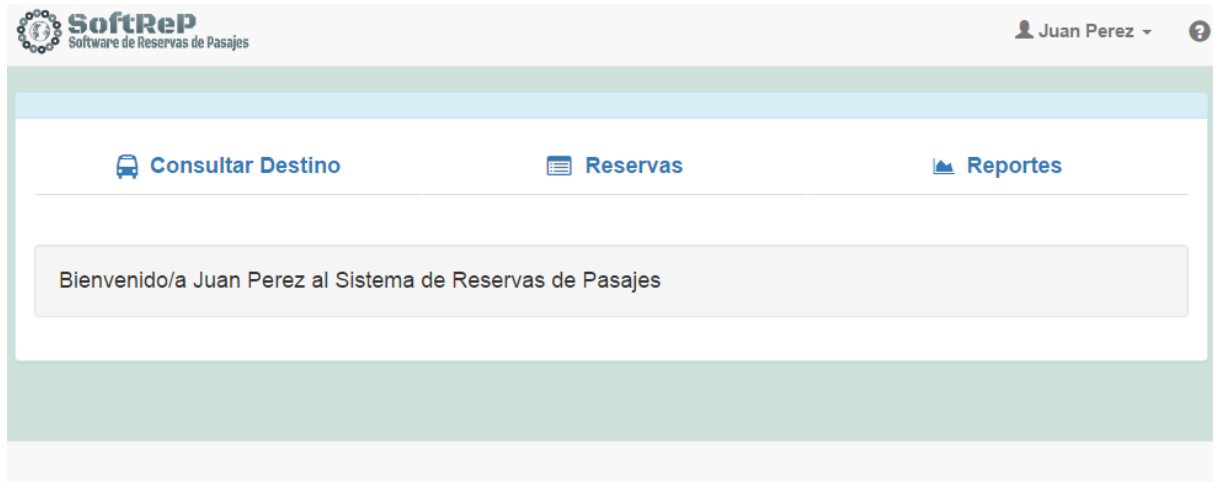 SoftReP
Software de Reservas de Pasajes
Juan Perez
Consultar Destino
Reservas
Reportes
Bienvenido/a Juan Perez al Sistema de Reservas de Pasajes